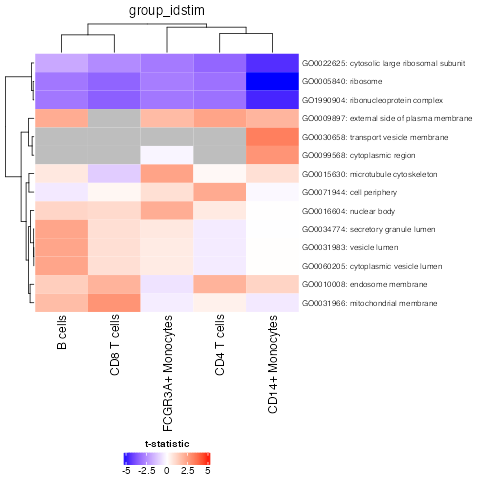 group_idstim
GO0022625: cytosolic large ribosomal subunit
GO0005840: ribosome
GO1990904: ribonucleoprotein complex
GO0009897: external side of plasma membrane
GO0030658: transport vesicle membrane
GO0099568: cytoplasmic region
GO0015630: microtubule cytoskeleton
GO0071944: cell periphery
GO0016604: nuclear body
GO0034774: secretory granule lumen
GO0031983: vesicle lumen
GO0060205: cytoplasmic vesicle lumen
GO0010008: endosome membrane
GO0031966: mitochondrial membrane
B cells
CD8 T cells
FCGR3A+ Monocytes
CD4 T cells
CD14+ Monocytes
t-statistic
-5 -2.5 0 2.5 5